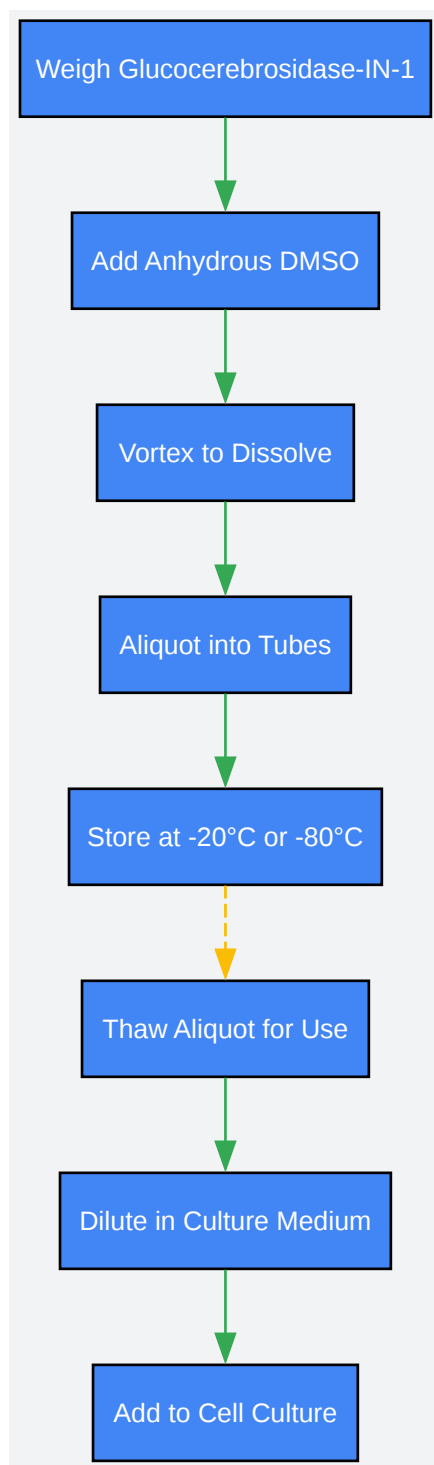 Weigh Glucocerebrosidase-IN-1
Add Anhydrous DMSO
Vortex to Dissolve
Aliquot into Tubes
Store at -20°C or -80°C
Thaw Aliquot for Use
Dilute in Culture Medium
Add to Cell Culture